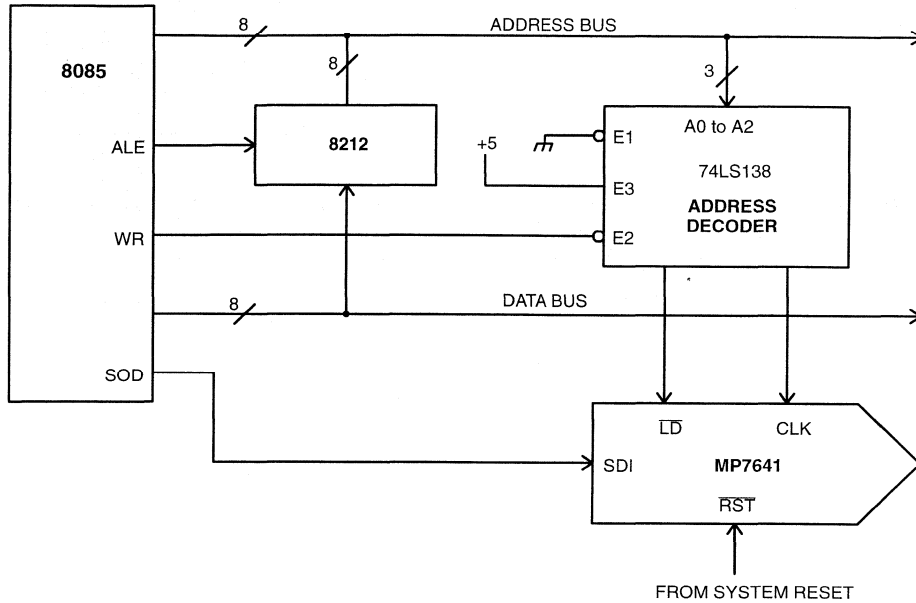 8
ADDRESS BUS
8085
8
3
ALE
8212
+5
E1
A0 to A2
74LS138
E3
ADDRESS
DECODER
WR
E2
8
DATA BUS
SOD
LD
CLK
SDI
MP7641
RST
FROM SYSTEM RESET